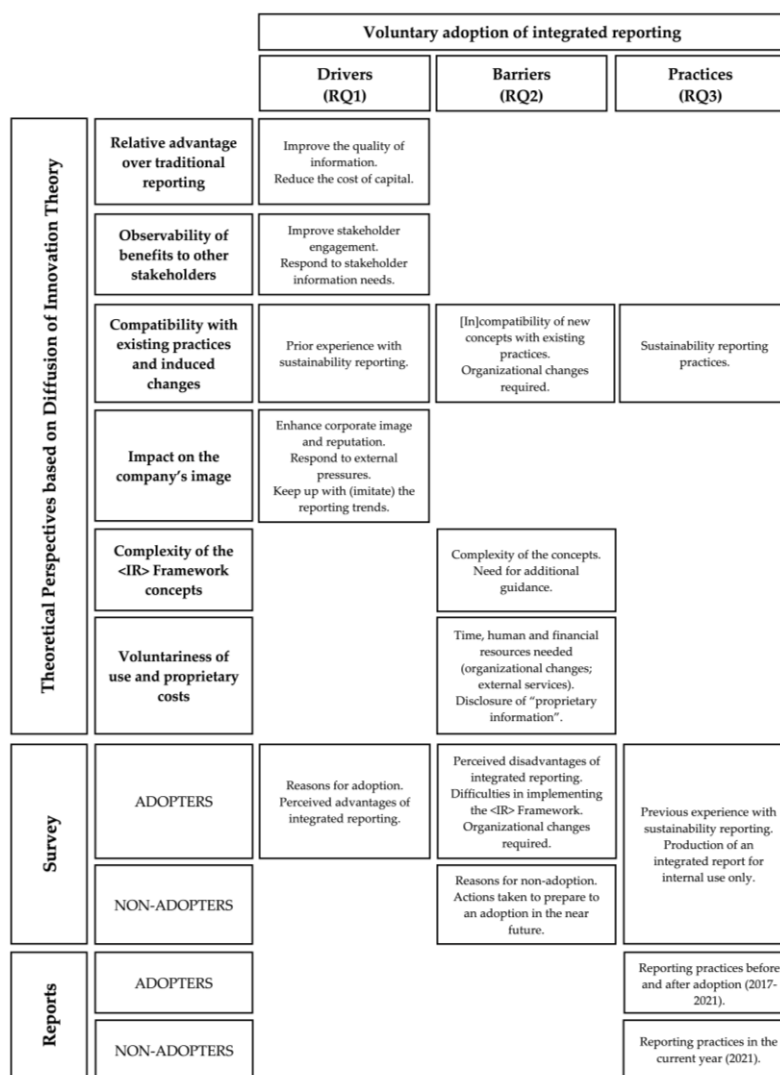 Voluntary adoption of integrated reporting
Drivers
(RQ1)
Barriers
(RQ2)
Practices
(RQ3)
Theoretical Perspectives based on Diffusion of Innovation Theory
Relative advantage
over traditional
reporting
Improve the quality of
information.
Reduce the cost of capital.
Observability of
benefits to other
stakeholders
Improve stakeholder
engagement.
Respond to stakeholder
information needs.
Compatibility with
existing practices
and induced
changes
Prior experience with
sustainability reporting.
[In]compatibility of new
concepts with existing
practices.
Organizational changes
required.
Sustainability reporting
practices.
Impact on the
company's image
Enhance corporate image
and reputation.
Respond to external
pressures.
Keep up with (imitate) the
reporting trends.
Complexity of the
<IR> Framework
concepts
Complexity of the concepts.
Need for additional
guidance.
Voluntariness of
use and proprietary
costs
Time, human and financial
resources needed
(organizational changes;
external services).
Disclosure of “proprietary
information”.
Survey
ADOPTERS
Reasons for adoption.
Perceived advantages of
integrated reporting.
Perceived disadvantages of
integrated reporting.
Difficulties in implementing
the <IR> Framework.
Organizational changes
required.
Previous experience with
sustainability reporting.
Production of an
integrated report for
internal use only.
NON-ADOPTERS
Reasons for non-adoption.
Actions taken to prepare to
an adoption in the near
future.
Reports
ADOPTERS
Reporting practices before
and after adoption (2017-
2021).
NON-ADOPTERS
Reporting practices in the
current year (2021).